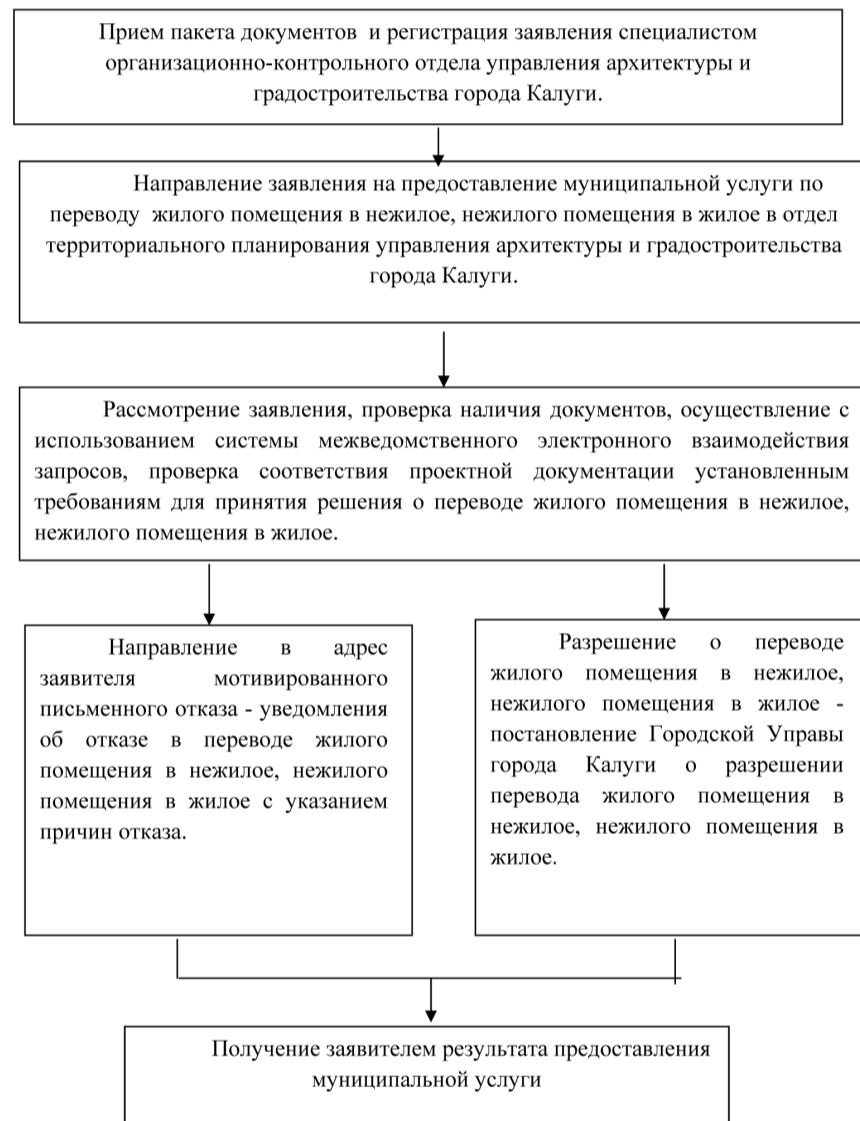 Прием пакета документов и регистрация заявления специалистом
организационно-контрольного отдела управления архитектуры и
градостроительства города Калуги.
Направление заявления на предоставление муниципальной услуги по
переводу жилого помещения в нежилое, нежилого помещения в жилое в отдел
территориального планирования управления архитектуры и градостроительства
города Калуги.
Рассмотрение заявления, проверка наличия документов, осуществление с
использованием системы межведомственного электронного взаимодействия
запросов, проверка соответствия проектной документации установленным
требованиям для принятия решения о переводе жилого помещения в нежилое,
нежилого помещения в жилое.
Направление в адрес
заявителя мотивированного
письменного отказа - уведомления
об отказе в переводе жилого
помещения в нежилое, нежилого
помещения в жилое с указанием
причин отказа.
Разрешение о переводе
жилого помещения в нежилое,
нежилого помещения в жилое -
постановление Городской Управы
города Калуги о разрешении
перевода жилого помещения в
нежилое, нежилого помещения в
жилое.
Получение заявителем результата предоставления
муниципальной услуги